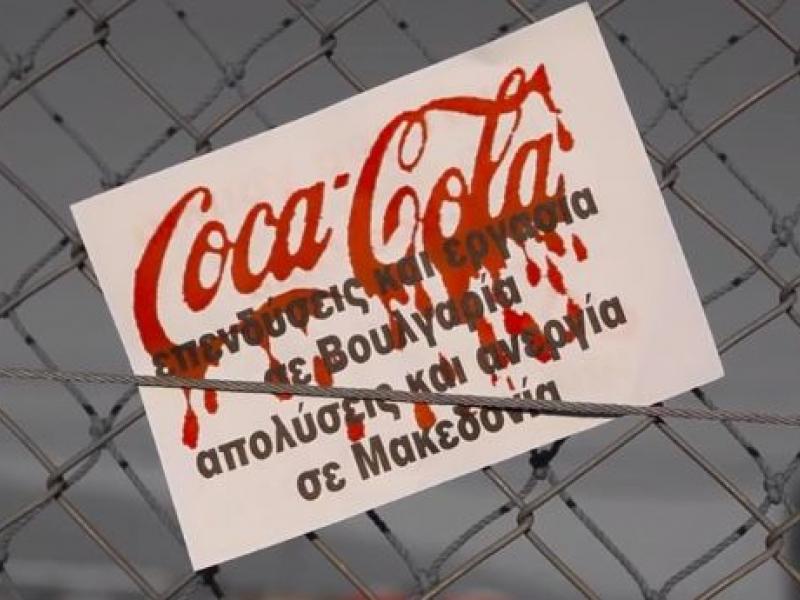 Coca-Cola
επενδύσεις και εργασία
σε Βουλγαρία
απολύσεις και ανεργία
σε Μακεδονία